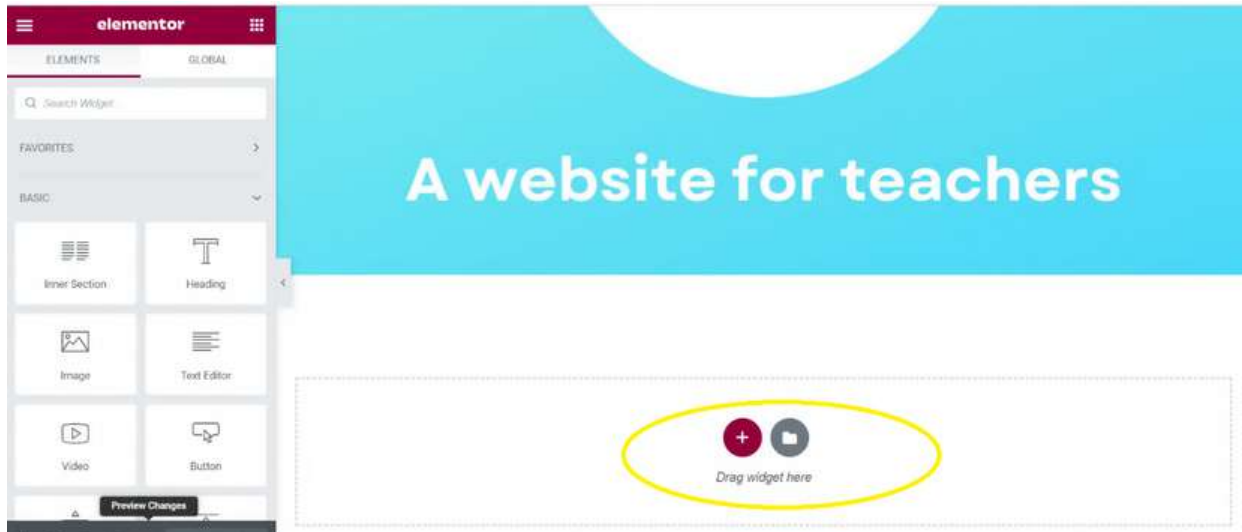 elementor
ELEMENTS GLOBAL
Search Widget
FAVORITES
BASIC
Inner Section Heading
Image Text Editor
Video Button
Preview Changes
A website for teachers
Drag widget here